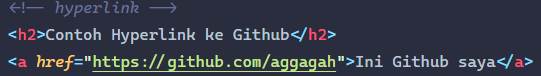 <!-- hyperlink -->
<h2>Contoh Hyperlink ke Github</h2>
<a href="https://github.com/aggagah">Ini Github saya</a>